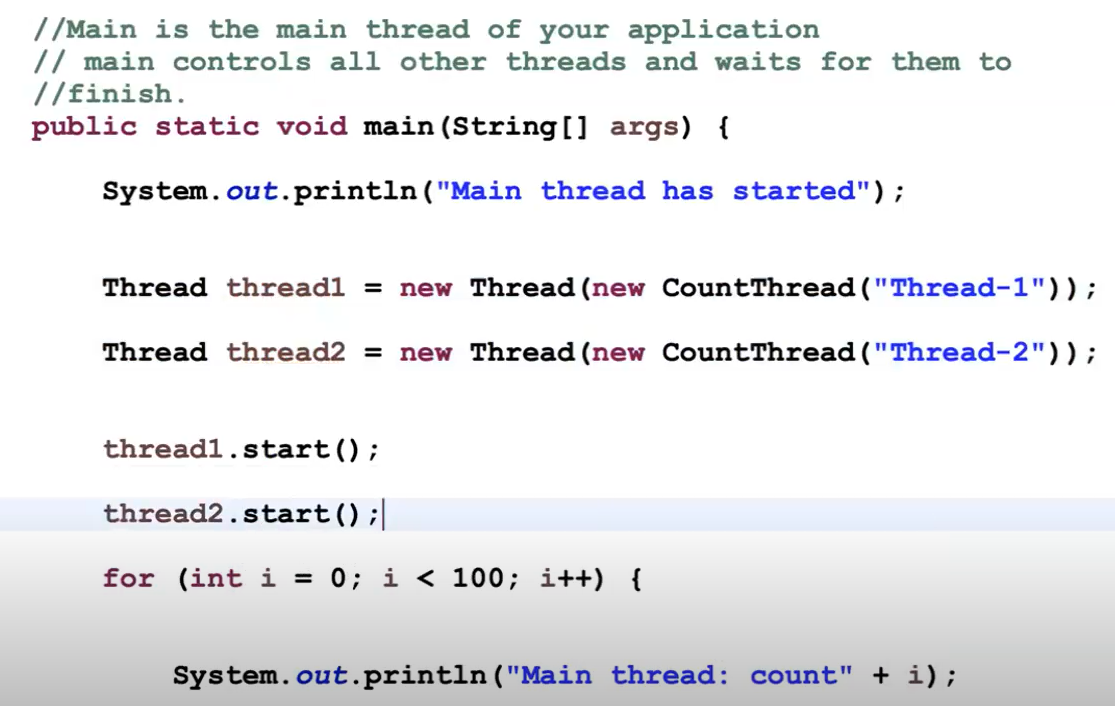 //Main is the main thread of your application
// main controls all other threads and waits for them to
//finish.
public static void main(String[] args) {
System.out.println("Main thread has started");
Thread thread1 = new Thread(new CountThread("Thread-1"));
Thread thread2 = new Thread(new CountThread("Thread-2"));
thread1.start();
thread2.start();
for (int i = 0; i < 100; i++) {
System.out.println("Main thread: count" + i);